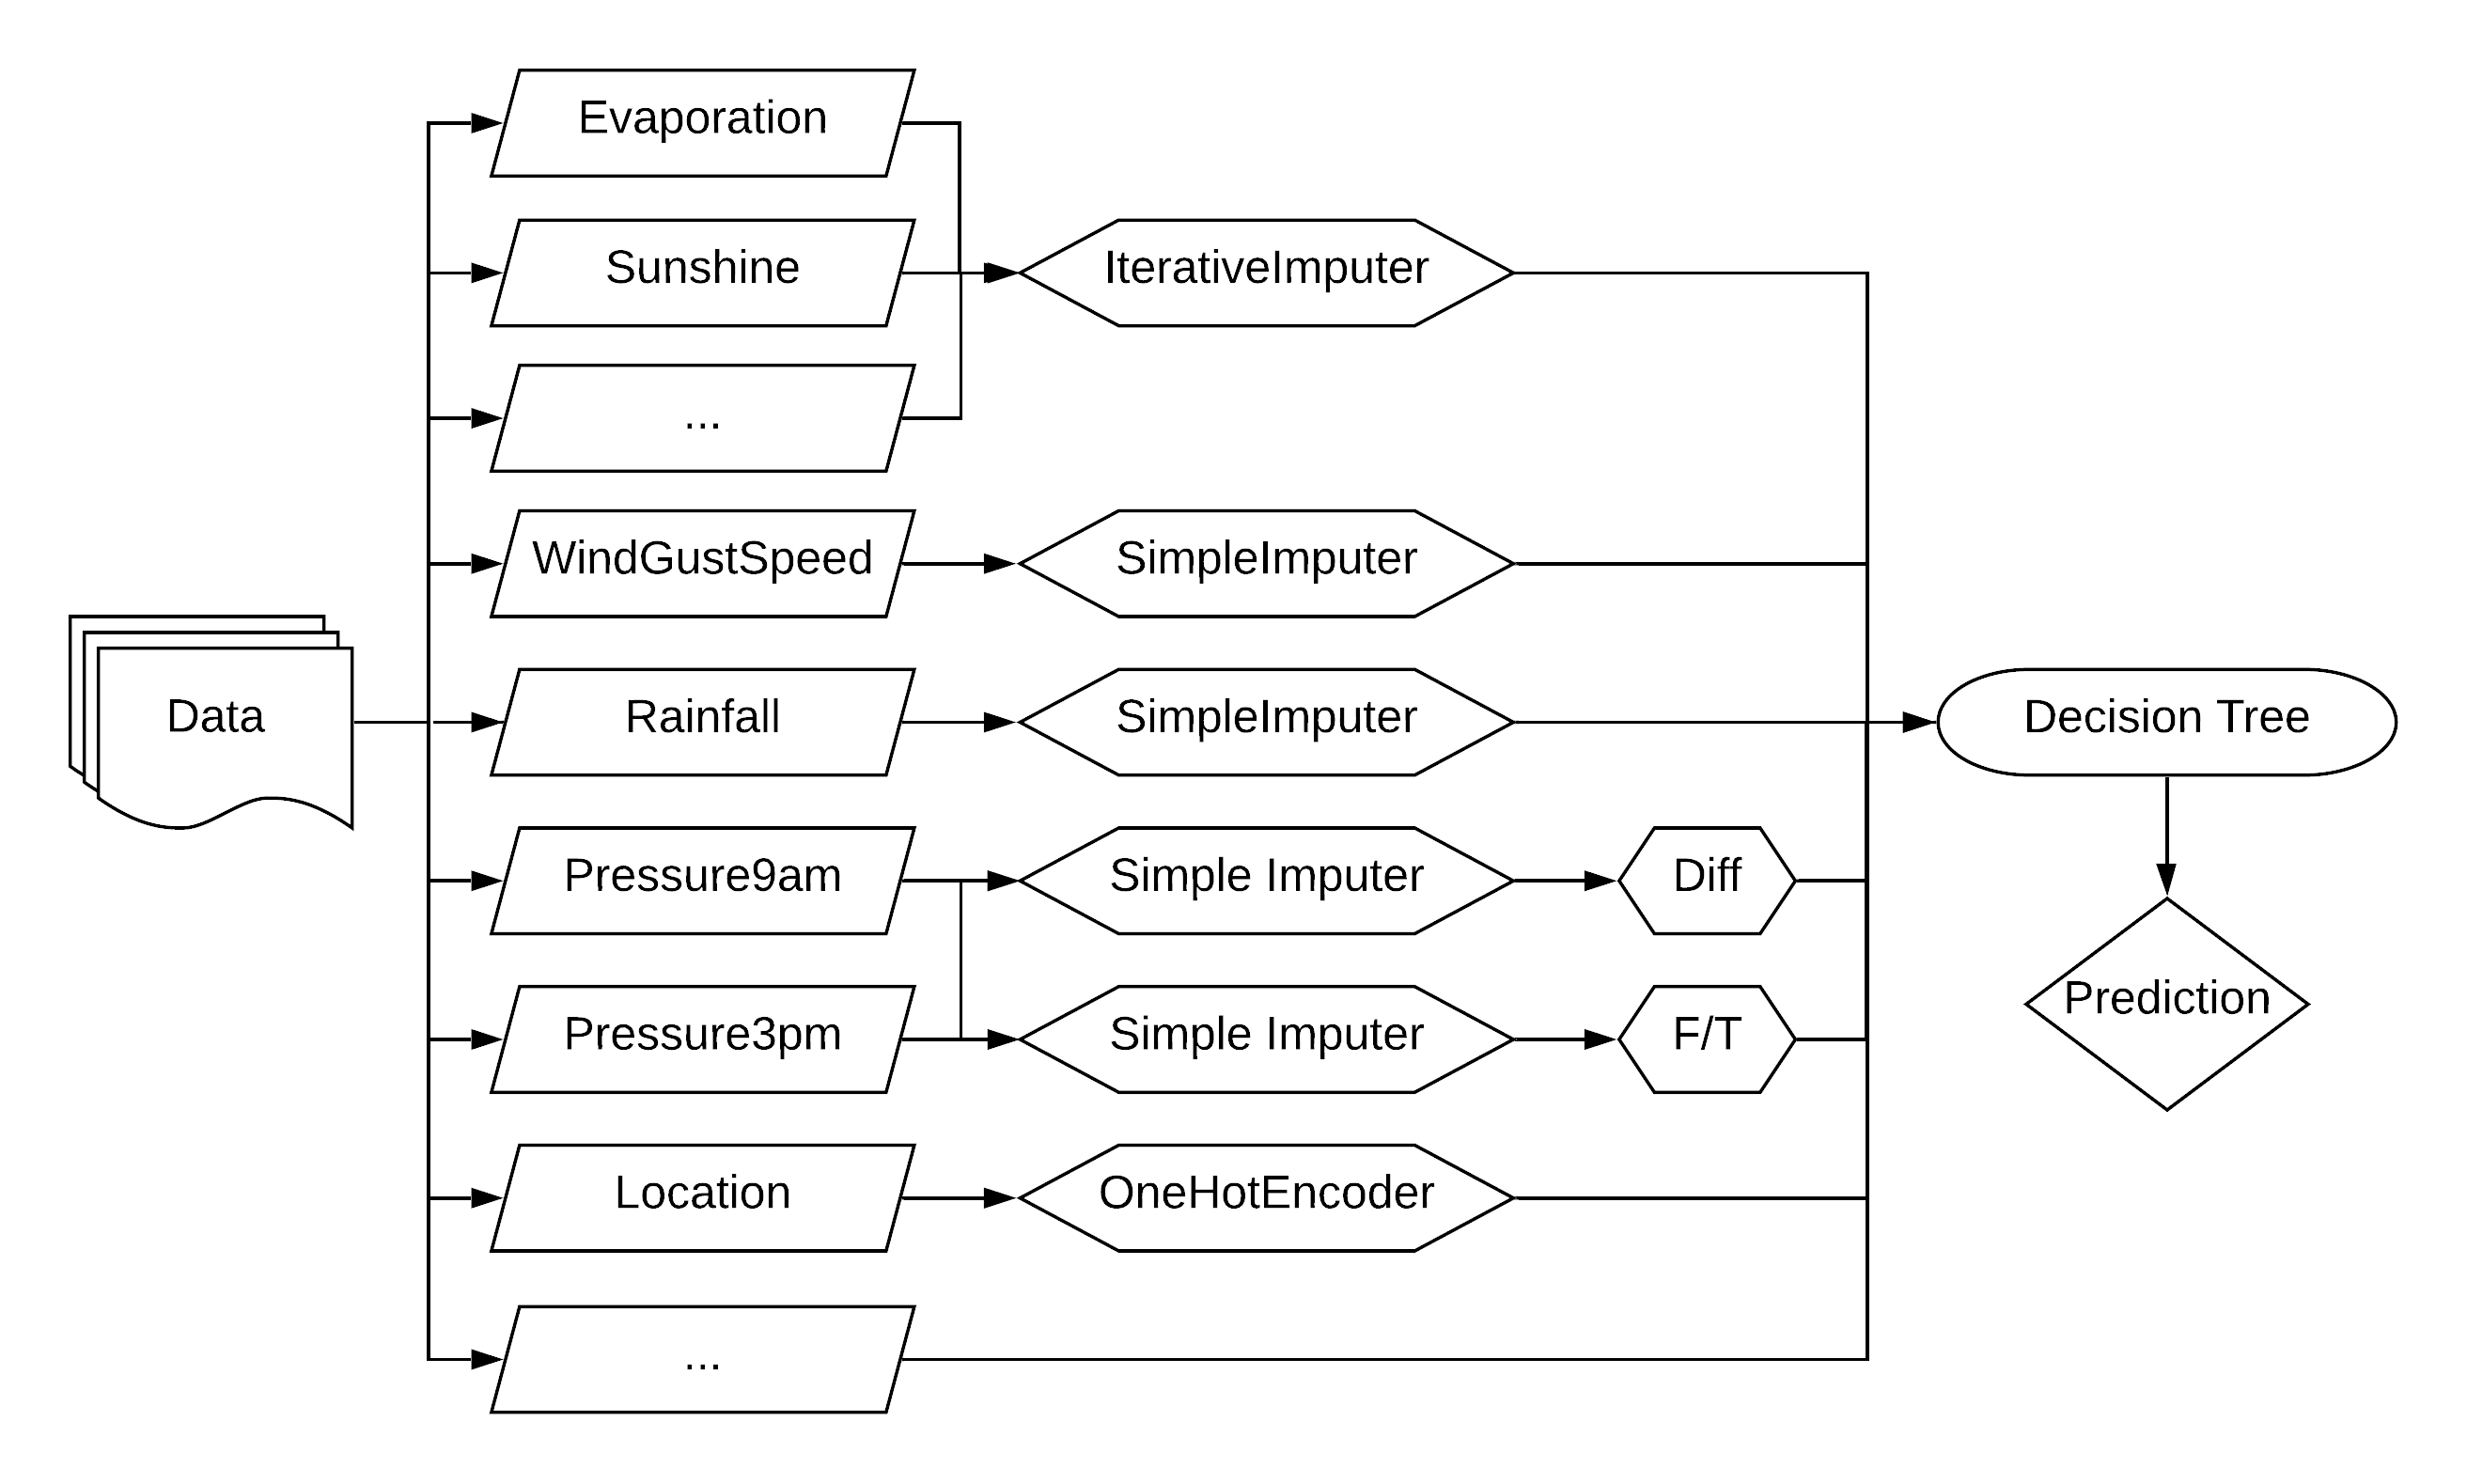 Evaporation
Sunshine
IterativeImputer
...
WindGustSpeed
SimpleImputer
Data
Rainfall
SimpleImputer
Decision Tree
Pressure9am
Simple Imputer
Diff
Pressure3pm
Simple Imputer
F/T
Prediction
Location
OneHotEncoder
...